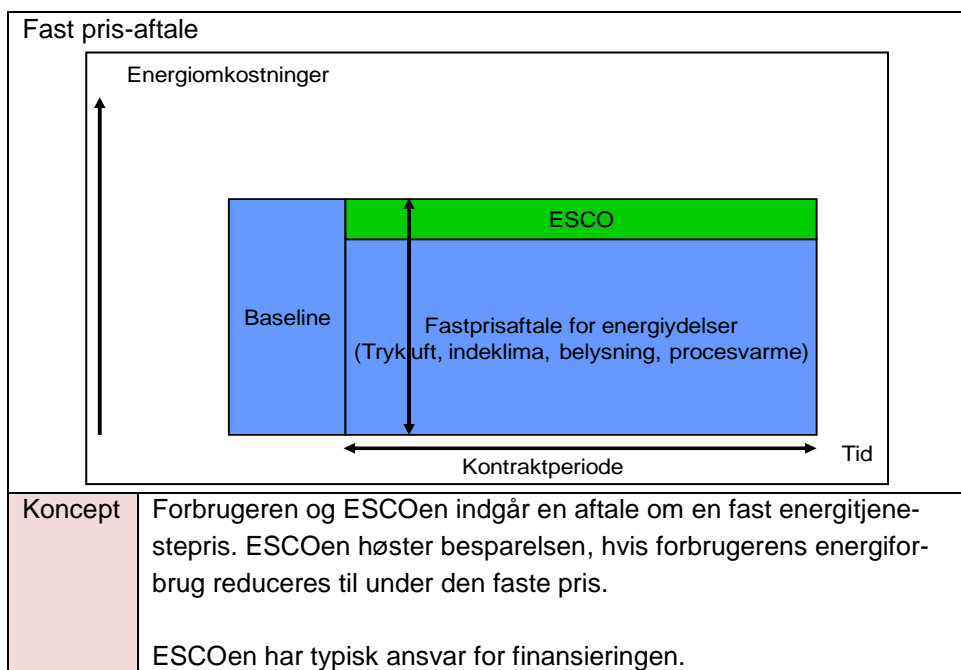 Fast pris-aftale
Energiomkostninger
ESCO
Baseline
Fastprisaftale for energiydelser
(Trykluft, indeklima, belysning, procesvarme)
Tid
Kontraktperiode
Koncept
Forbrugeren og ESCOen indgår en aftale om en fast energitjene-
stepris. ESCOen høster besparelsen, hvis forbrugerens energifor-
brug reduceres til under den faste pris.
ESCOen har typisk ansvar for finansieringen.